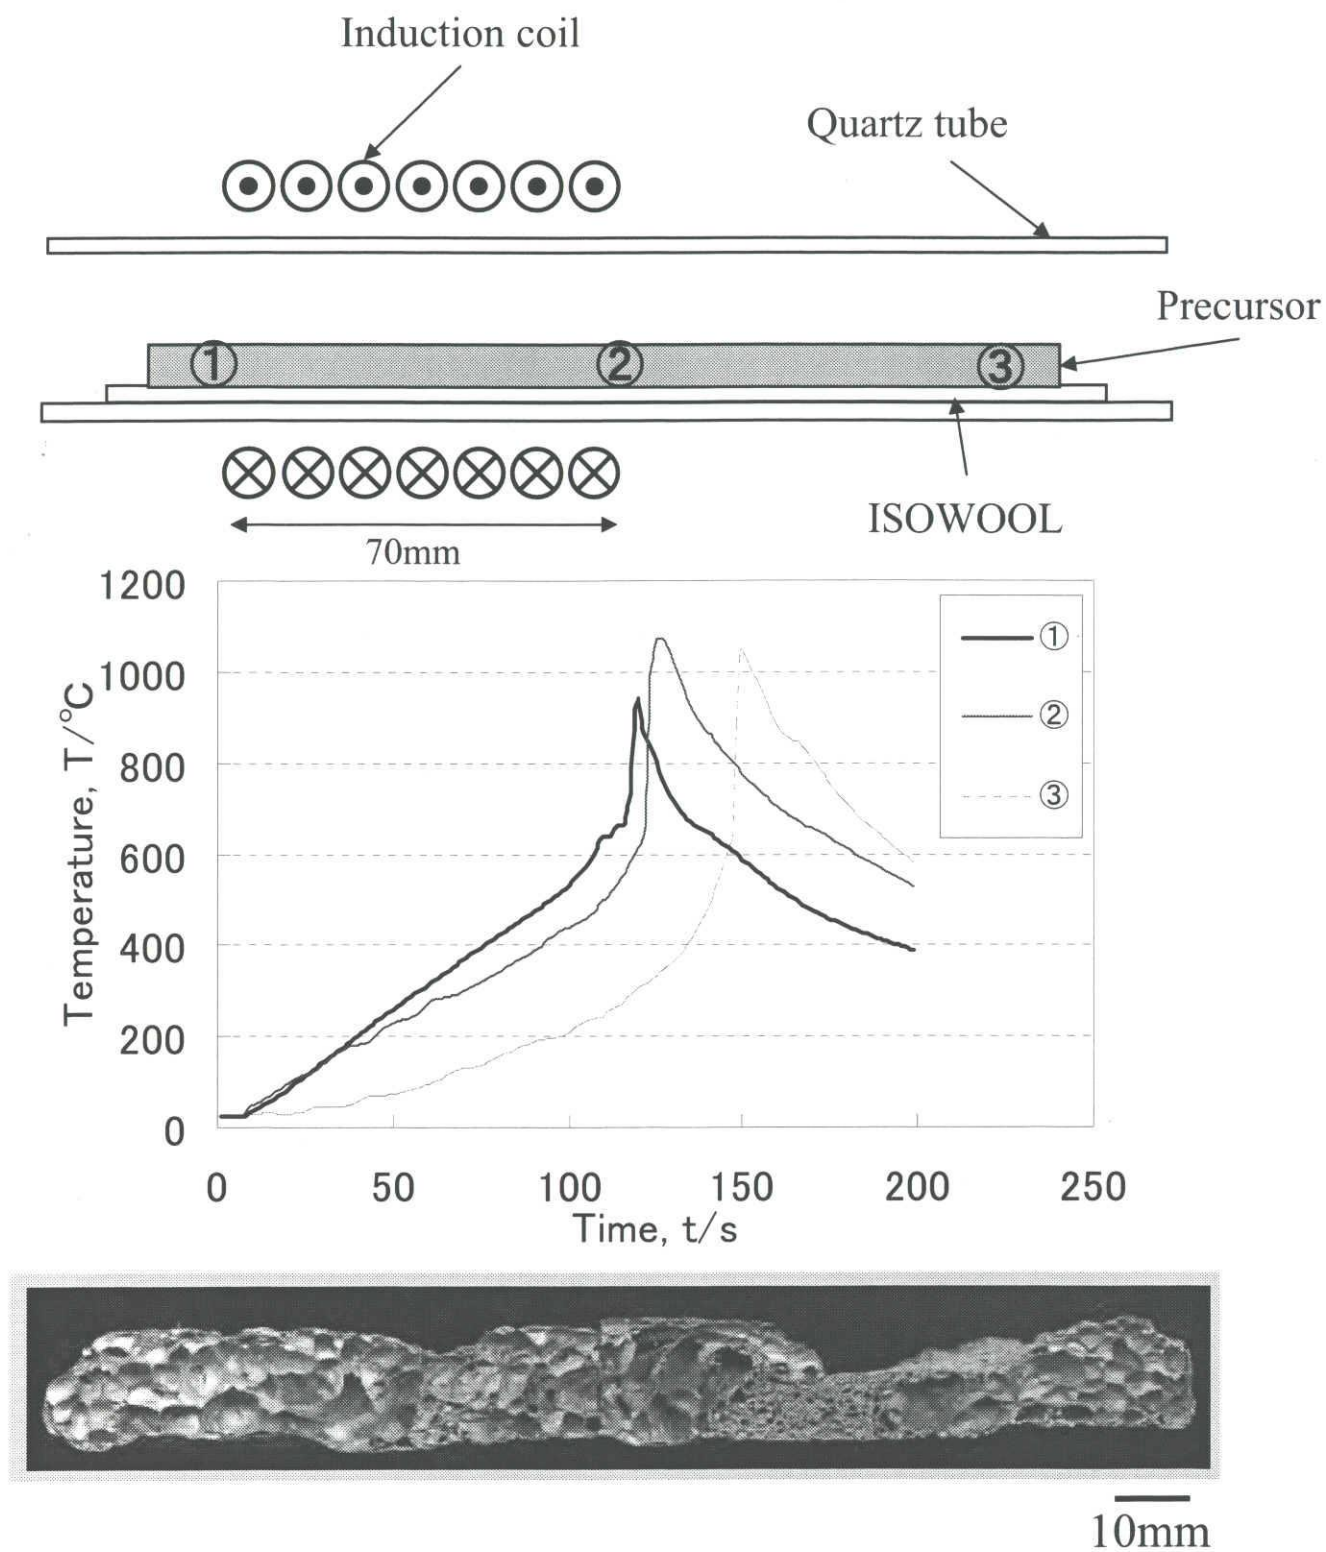 Induction coil
Quartz tube
Precursor
① ② ③
ISOWOOL
70mm
1200
1000
800
600
400
200
0
Temperature, T/°C
①
②
③
0 50 100 150 200 250
Time, t/s
10mm